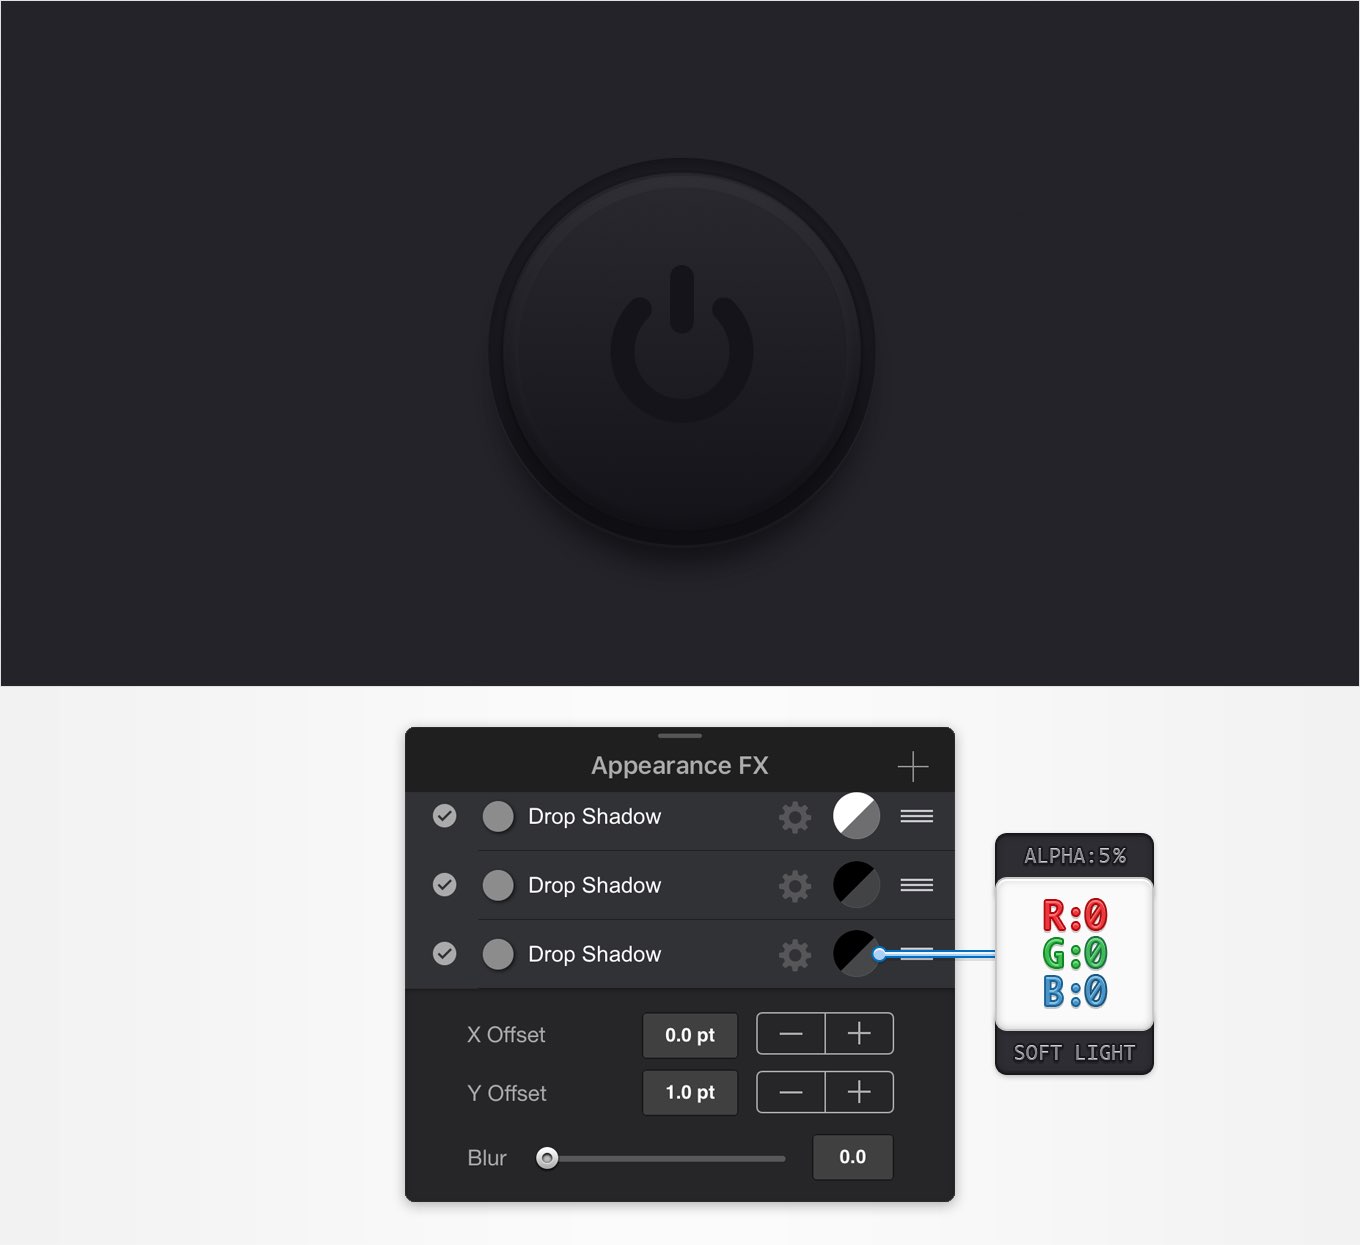 Appearance FX
Drop Shadow
Drop Shadow
Drop Shadow
X Offset 0.0 pt
Y Offset 1.0 pt
Blur 0.0
ALPHA:5%
R:0
G:0
B:0
SOFT LIGHT